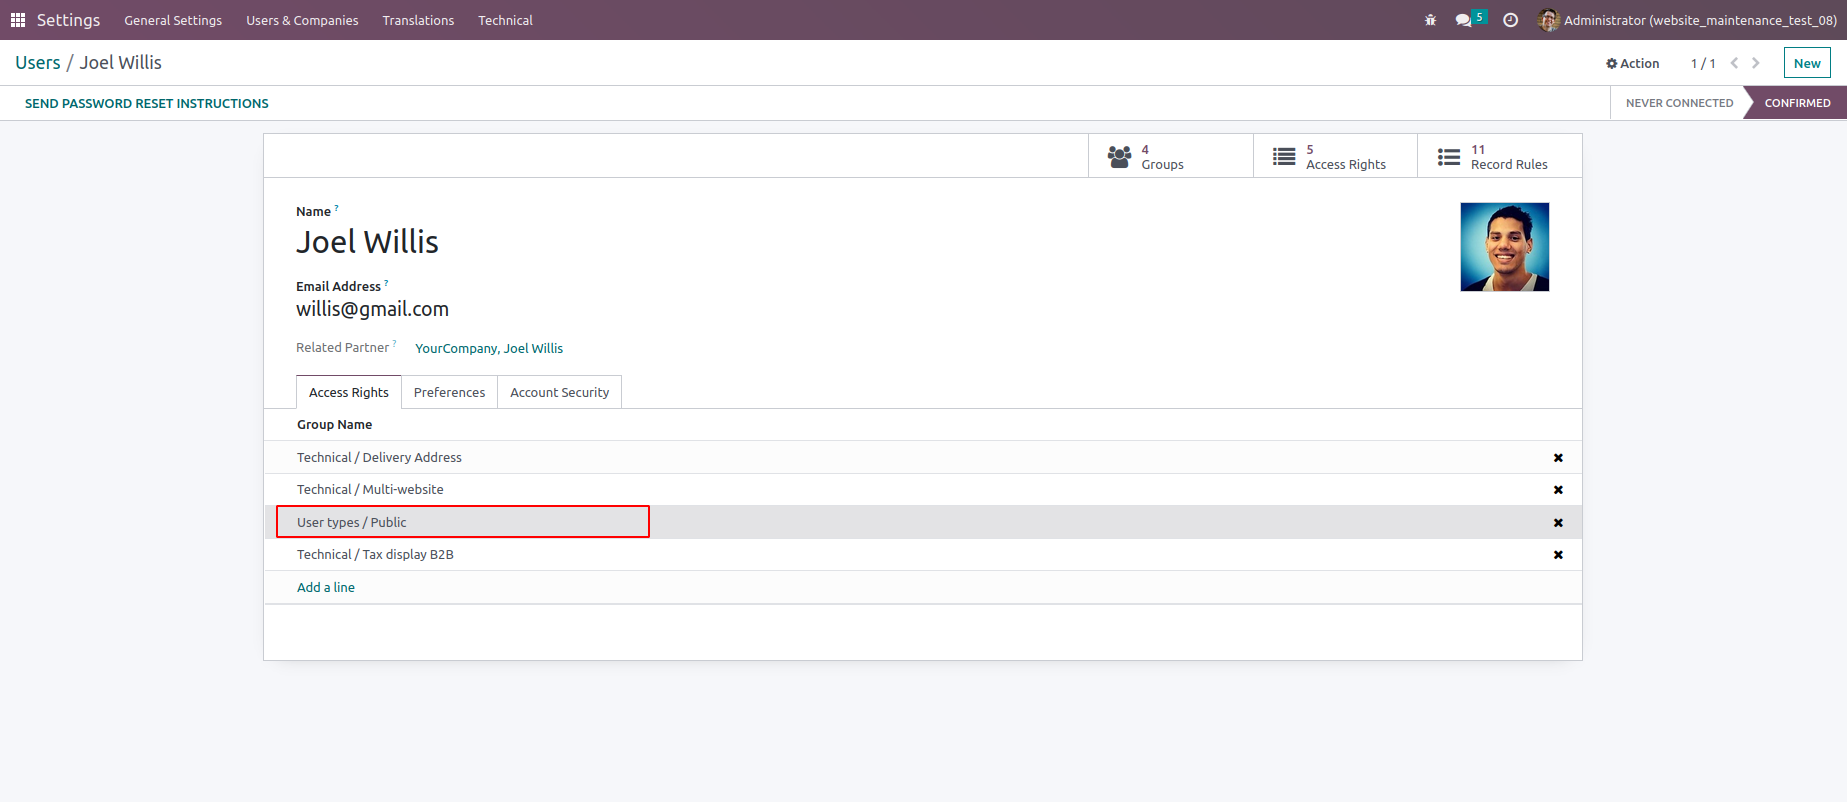 Settings General Settings Users & Companies Translations Technical 5 Administrator (website_maintenance_test_08)
Users / Joel Willis Action 1 / 1 New
SEND PASSWORD RESET INSTRUCTIONS NEVER CONNECTED CONFIRMED
4 Groups
5 Access Rights
11 Record Rules
Name ?
Joel Willis
Email Address ?
willis@gmail.com
Related Partner ? YourCompany, Joel Willis
Access Rights Preferences Account Security
Group Name
Technical / Delivery Address
Technical / Multi-website
User types / Public
Technical / Tax display B2B
Add a line